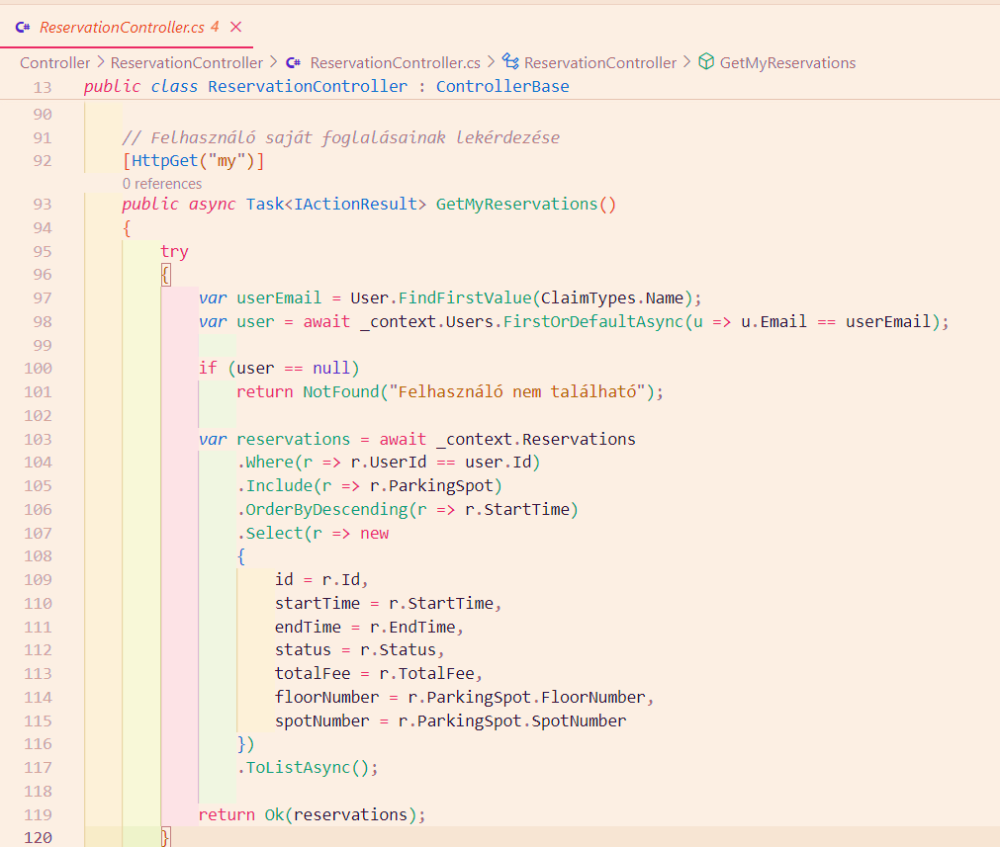 C# ReservationController.cs 4 ×
Controller > ReservationController > C# ReservationController.cs > ReservationController > GetMyReservations
13 public class ReservationController : ControllerBase
90
91 // Felhasználó saját foglalásainak lekérdezése
92 [HttpGet("my")]
0 references
93 public async Task<IActionResult> GetMyReservations()
94 {
95 try
96 {
97 var userEmail = User.FindFirstValue(ClaimTypes.Name);
98 var user = await _context.Users.FirstOrDefaultAsync(u => u.Email == userEmail);
99
100 if (user == null)
101 return NotFound("Felhasználó nem található");
102
103 var reservations = await _context.Reservations
104 .Where(r => r.UserId == user.Id)
105 .Include(r => r.ParkingSpot)
106 .OrderByDescending(r => r.StartTime)
107 .Select(r => new
108 {
109 id = r.Id,
110 startTime = r.StartTime,
111 endTime = r.EndTime,
112 status = r.Status,
113 totalFee = r.TotalFee,
114 floorNumber = r.ParkingSpot.FloorNumber,
115 spotNumber = r.ParkingSpot.SpotNumber
116 })
117 .ToListAsync();
118
119 return Ok(reservations);
120 }